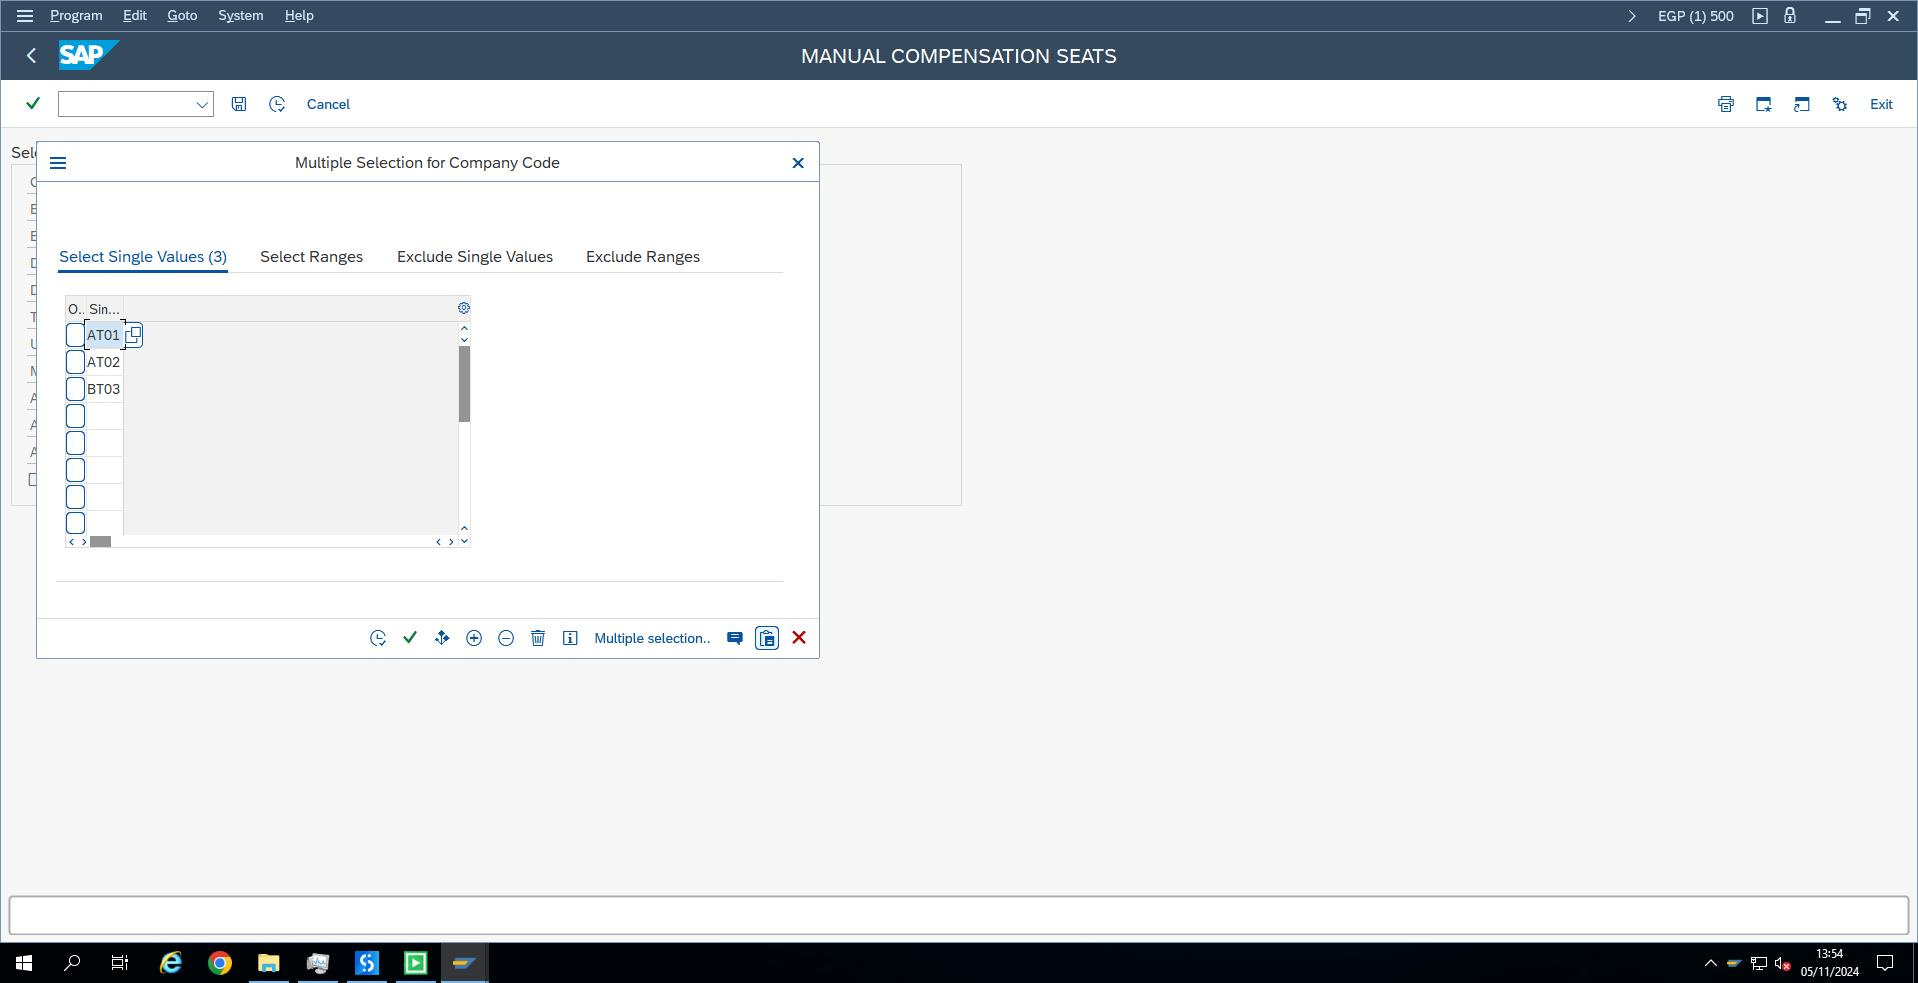 Program Edit Goto System Help
EGP (1) 500
SAP
MANUAL COMPENSATION SEATS
Cancel
Exit
Multiple Selection for Company Code
Select Single Values (3) Select Ranges Exclude Single Values Exclude Ranges
O.. Sin...
AT01
AT02
BT03
Multiple selection..
13:54
05/11/2024